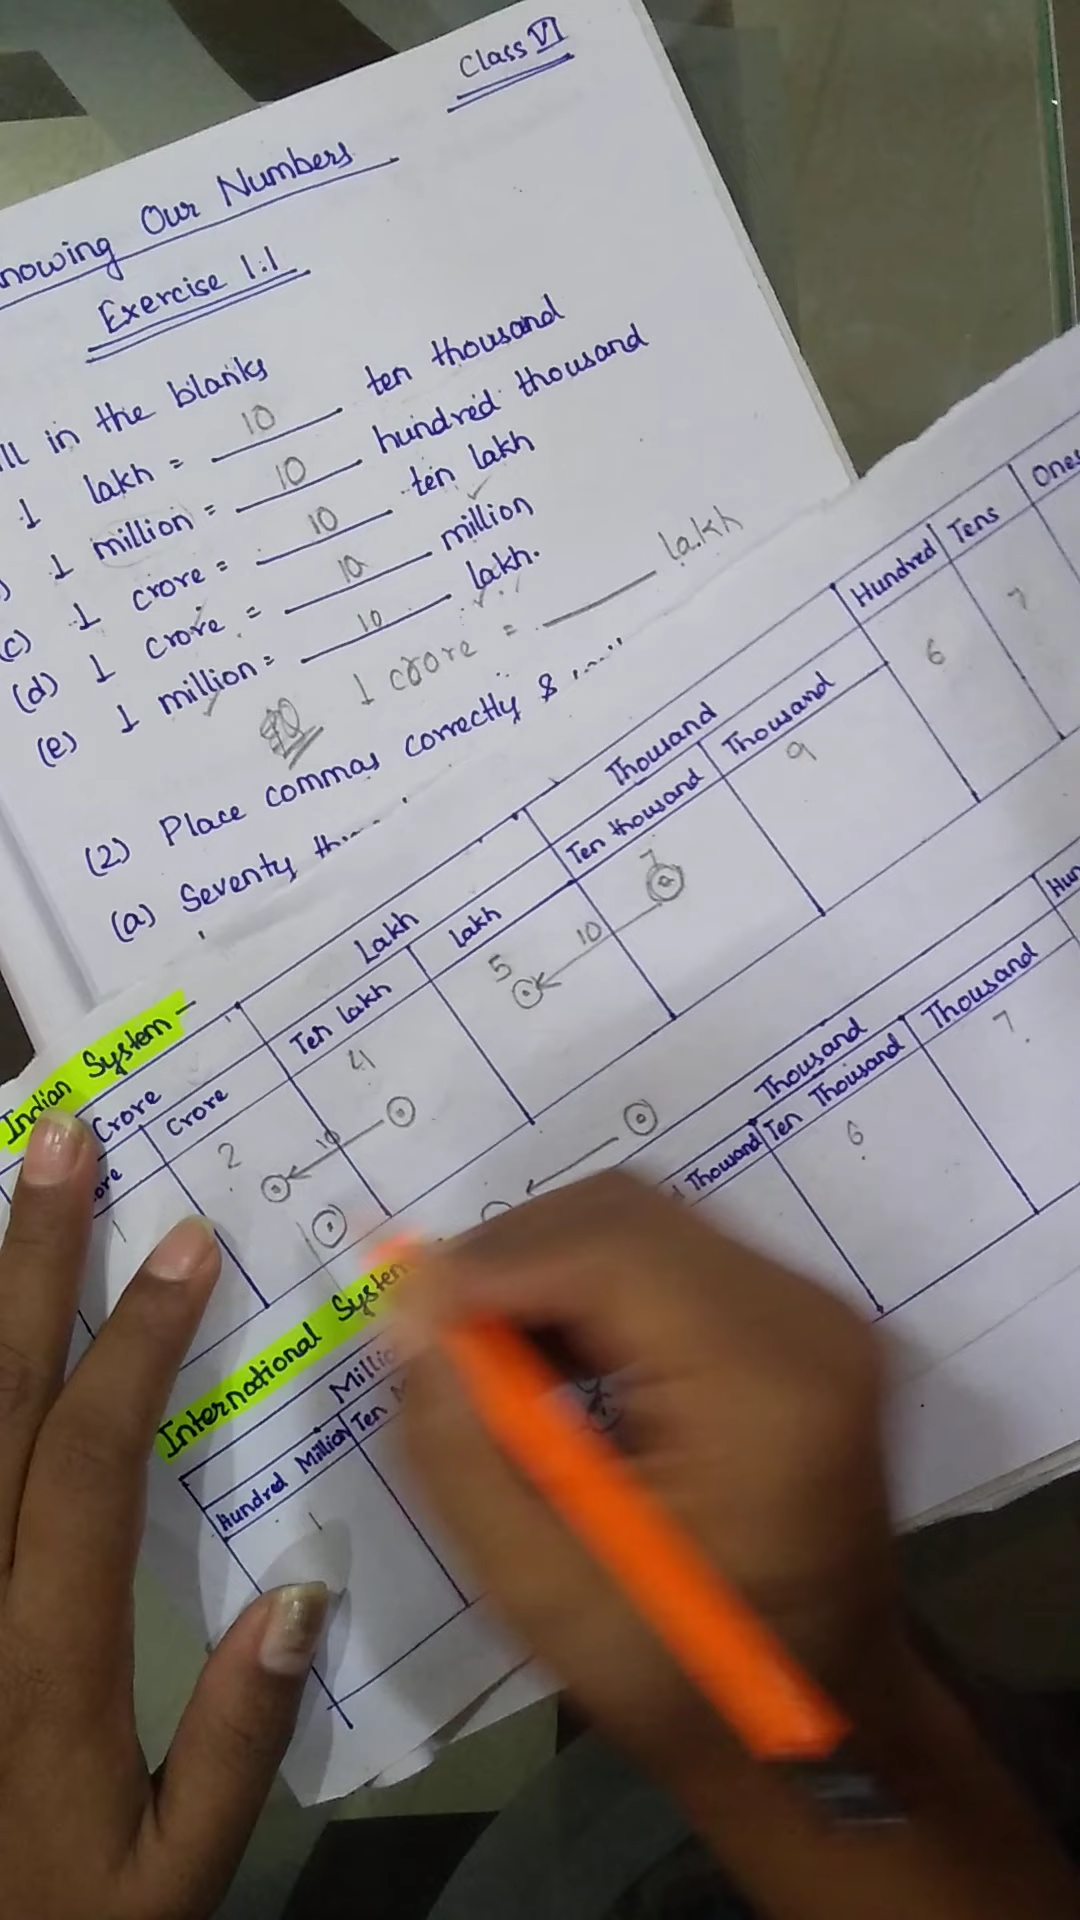 Class VI
nowing Our Numbers
Exercise 1.1
ll in the blanks
1 lakh = 10 ten thousand
1 million = 10 hundred thousand
(c) 1 crore = 10 ten lakh
(d) 1 crore = 10 million
(e) 1 million = 10 lakh.
1 crore = ______ lakh
(2) Place commas correctly &
(a) Seventy
Indian System -
Crore Lakh Thousand
ore Crore Ten Lakh Lakh Ten thousand Thousand Hundred Tens Ones
1 2 4 5 7 9 6 7
10 10
International System
Millio Thousand
Hundred Million Ten M d Thousand Ten Thousand Thousand Hun
1 6 7